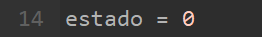 14 estado = 0